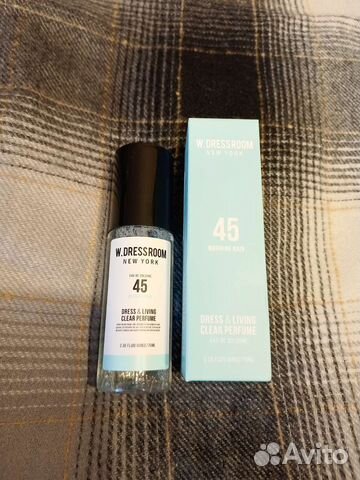 W.DRESSROOM
NEW YORK
EAU DE COLOGNE
45
DRESS & LIVING
CLEAR PERFUME
W.DRESSROOM
NEW YORK
45
MORNING RAIN
DRESS & LIVING
CLEAR PERFUME
EAU DE COLOGNE
Avito